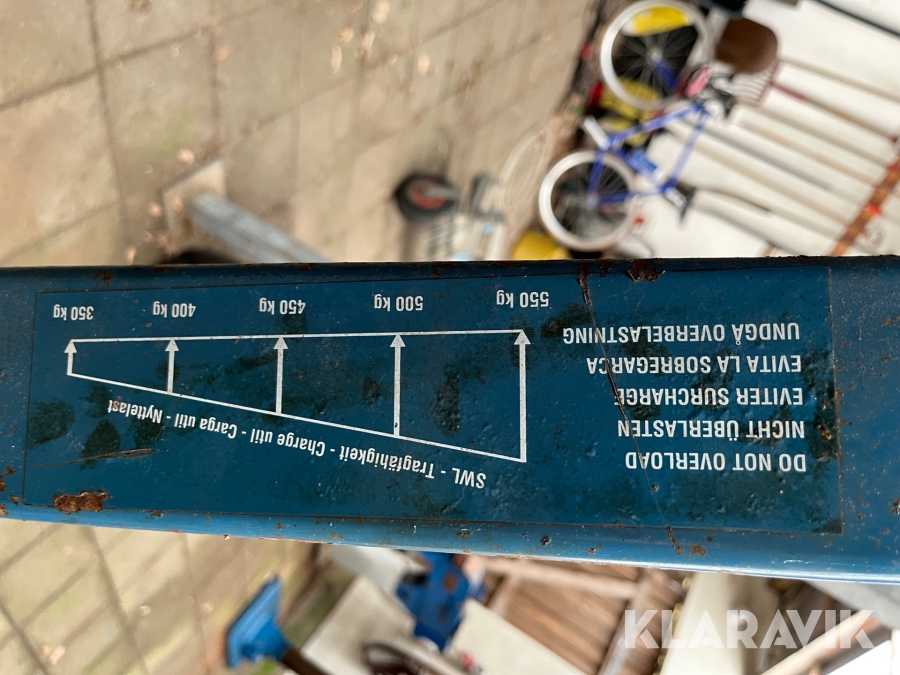 DO NOT OVERLOAD
NICHT ÜBERLASTEN
EVITER SURCHARGE
EVITA LA SOBREGARCA
UNDGÅ OVERBELASTNING
SWL - Tragfähigkeit - Charge util - Carga util - Nyttelast
550 kg 500 kg 450 kg 400 kg 350 kg
KLARAVIK